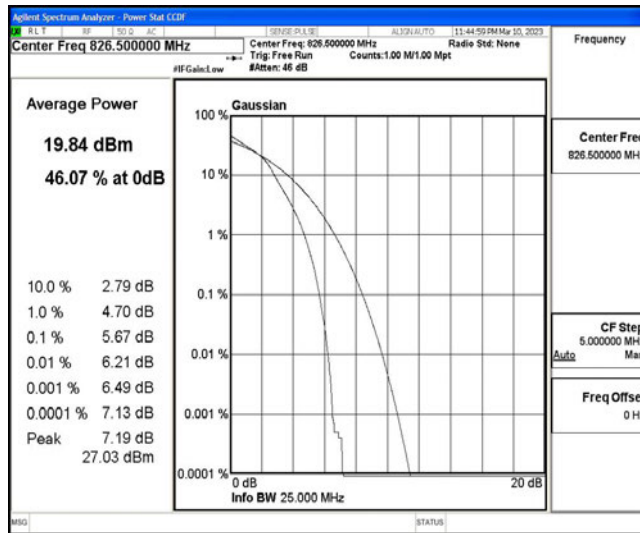 Agilent Spectrum Analyzer - Power Stat CCDF
RLT RF 50 Ω AC SENSE:PULSE ALIGNAUTO 11:44:59PM Mar 10, 2023
Center Freq 826.500000 MHz
Center Freq: 826.500000 MHz Radio Std: None
Trig: Free Run Counts:1.00 M/1.00 Mpt
#IFGain:Low #Atten: 46 dB
Frequency
Average Power
19.84 dBm
46.07 % at 0dB
10.0 % 2.79 dB
1.0 % 4.70 dB
0.1 % 5.67 dB
0.01 % 6.21 dB
0.001 % 6.49 dB
0.0001 % 7.13 dB
Peak 7.19 dB
27.03 dBm
Gaussian
100 %
10 %
1 %
0.1 %
0.01 %
0.001 %
0.0001 %
0 dB 20 dB
Info BW 25.000 MHz
Center Fre
826.500000 MH
CF Step
5.000000 MH
Auto Ma
Freq Offse
0 H
MSG STATUS